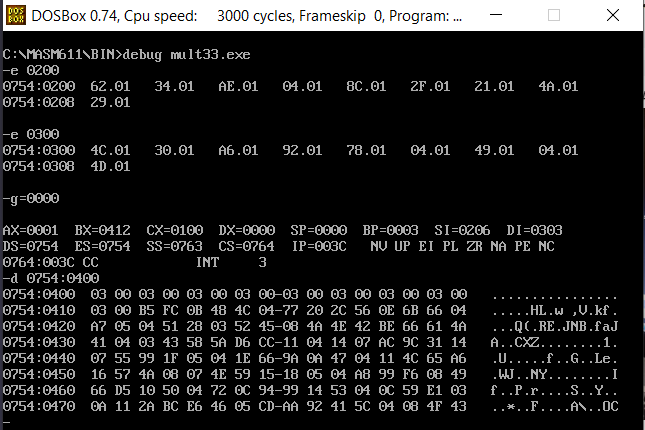 DOS
BOX
DOSBox 0.74, Cpu speed: 3000 cycles, Frameskip 0, Program: ...
C:\MASM611\BIN>debug mult33.exe
-e 0200
0754:0200 62.01 34.01 AE.01 04.01 8C.01 2F.01 21.01 4A.01
0754:0208 29.01
-e 0300
0754:0300 4C.01 30.01 A6.01 92.01 78.01 04.01 49.01 04.01
0754:0308 4D.01
-g=0000
AX=0001 BX=0412 CX=0100 DX=0000 SP=0000 BP=0003 SI=0206 DI=0303
DS=0754 ES=0754 SS=0763 CS=0764 IP=003C NV UP EI PL ZR NA PE NC
0764:003C CC INT 3
-d 0754:0400
0754:0400 03 00 03 00 03 00 03 00-03 00 03 00 03 00 03 00 ................
0754:0410 03 00 B5 FC 0B 48 4C 04-77 20 2C 56 0E 6B 66 04 .....HL.w ,V.kf.
0754:0420 A7 05 04 51 28 03 52 45-08 4A 4E 42 BE 66 61 4A ...Q(.RE.JNB.faJ
0754:0430 41 04 03 43 58 5A D6 CC-11 04 14 07 AC 9C 31 14 A..CXZ........1.
0754:0440 07 55 99 1F 05 04 1E 66-9A 0A 47 04 11 4C 65 A6 .U.....f..G..Le.
0754:0450 16 57 4A 08 07 4E 59 15-18 05 04 A8 99 F6 08 49 .WJ..NY........I
0754:0460 66 D5 10 50 04 72 0C 94-99 14 53 04 0C 59 E1 03 f..P.r....S..Y..
0754:0470 0A 11 2A BC E6 46 05 CD-AA 92 41 5C 04 08 4F 43 ..*..F....A\..OC
-